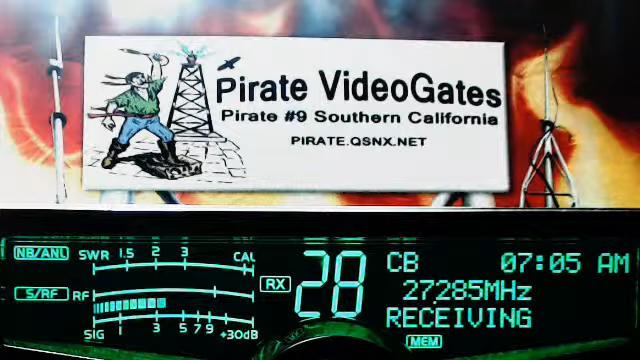 Pirate VideoGates
Pirate #9 Southern California
PIRATE.QSNX.NET
NB/ANL SWR 1.5 2 3 CAL
CB 07:05 AM
S/RF RF
RX 28
27285MHz
SIG 3 5 7 9 +30dB
RECEIVING
MEM